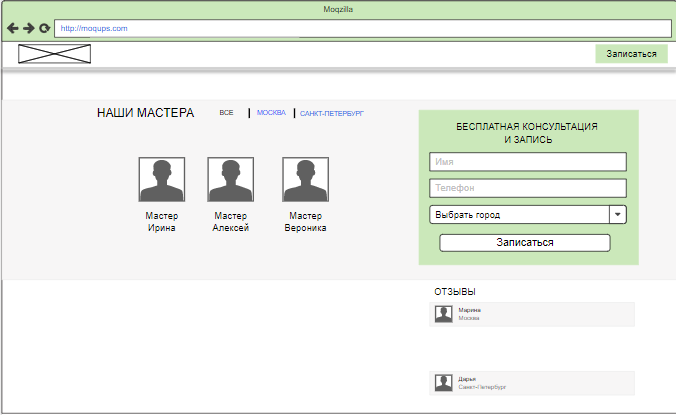 Moqzilla
http://moqups.com
Записаться
НАШИ МАСТЕРА
ВСЕ
МОСКВА
САНКТ-ПЕТЕРБУРГ
Мастер
Ирина
Мастер
Алексей
Мастер
Вероника
БЕСПЛАТНАЯ КОНСУЛЬТАЦИЯ
И ЗАПИСЬ
Имя
Телефон
Выбрать город
Записаться
ОТЗЫВЫ
Марина
Москва
Дарья
Санкт-Петербург